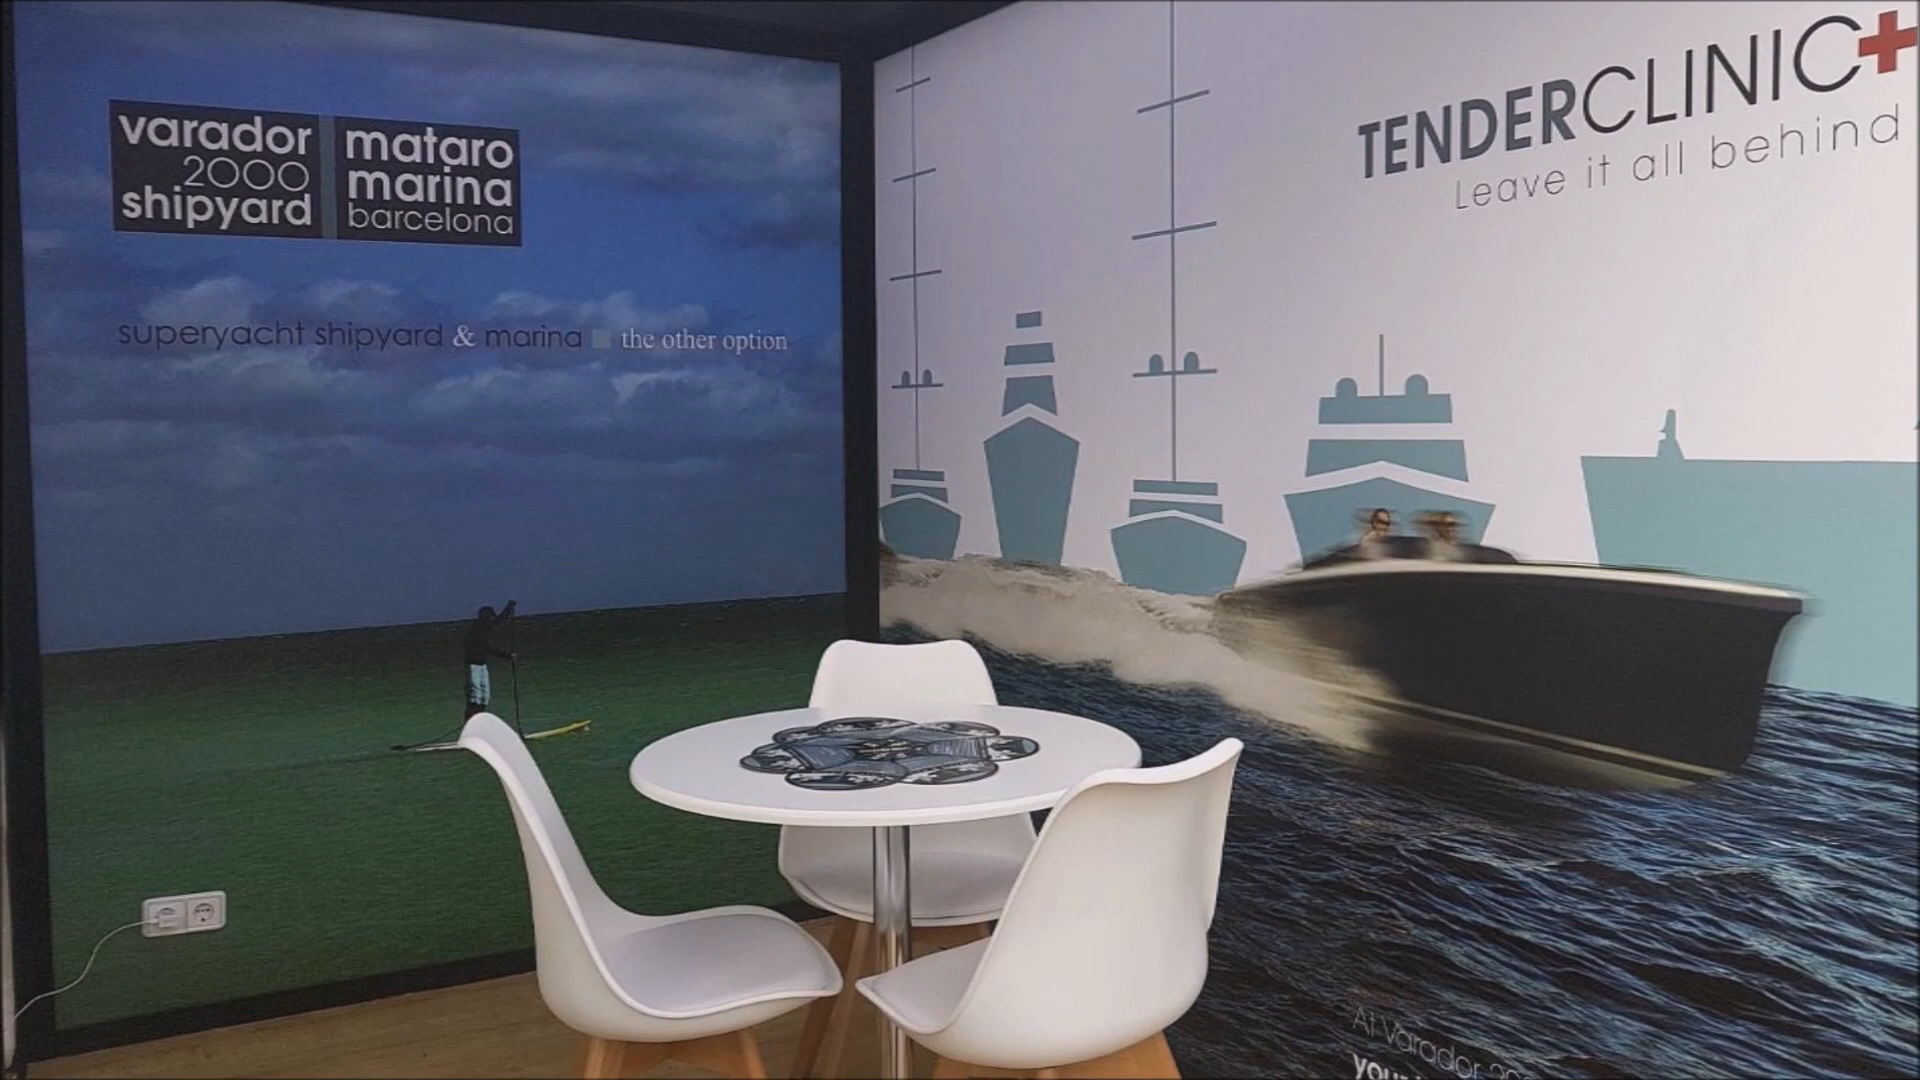 varador
2000
shipyard
mataro
marina
barcelona
superyacht shipyard & marina the other option
TENDERCLINIC+
Leave it all behind
At Varador